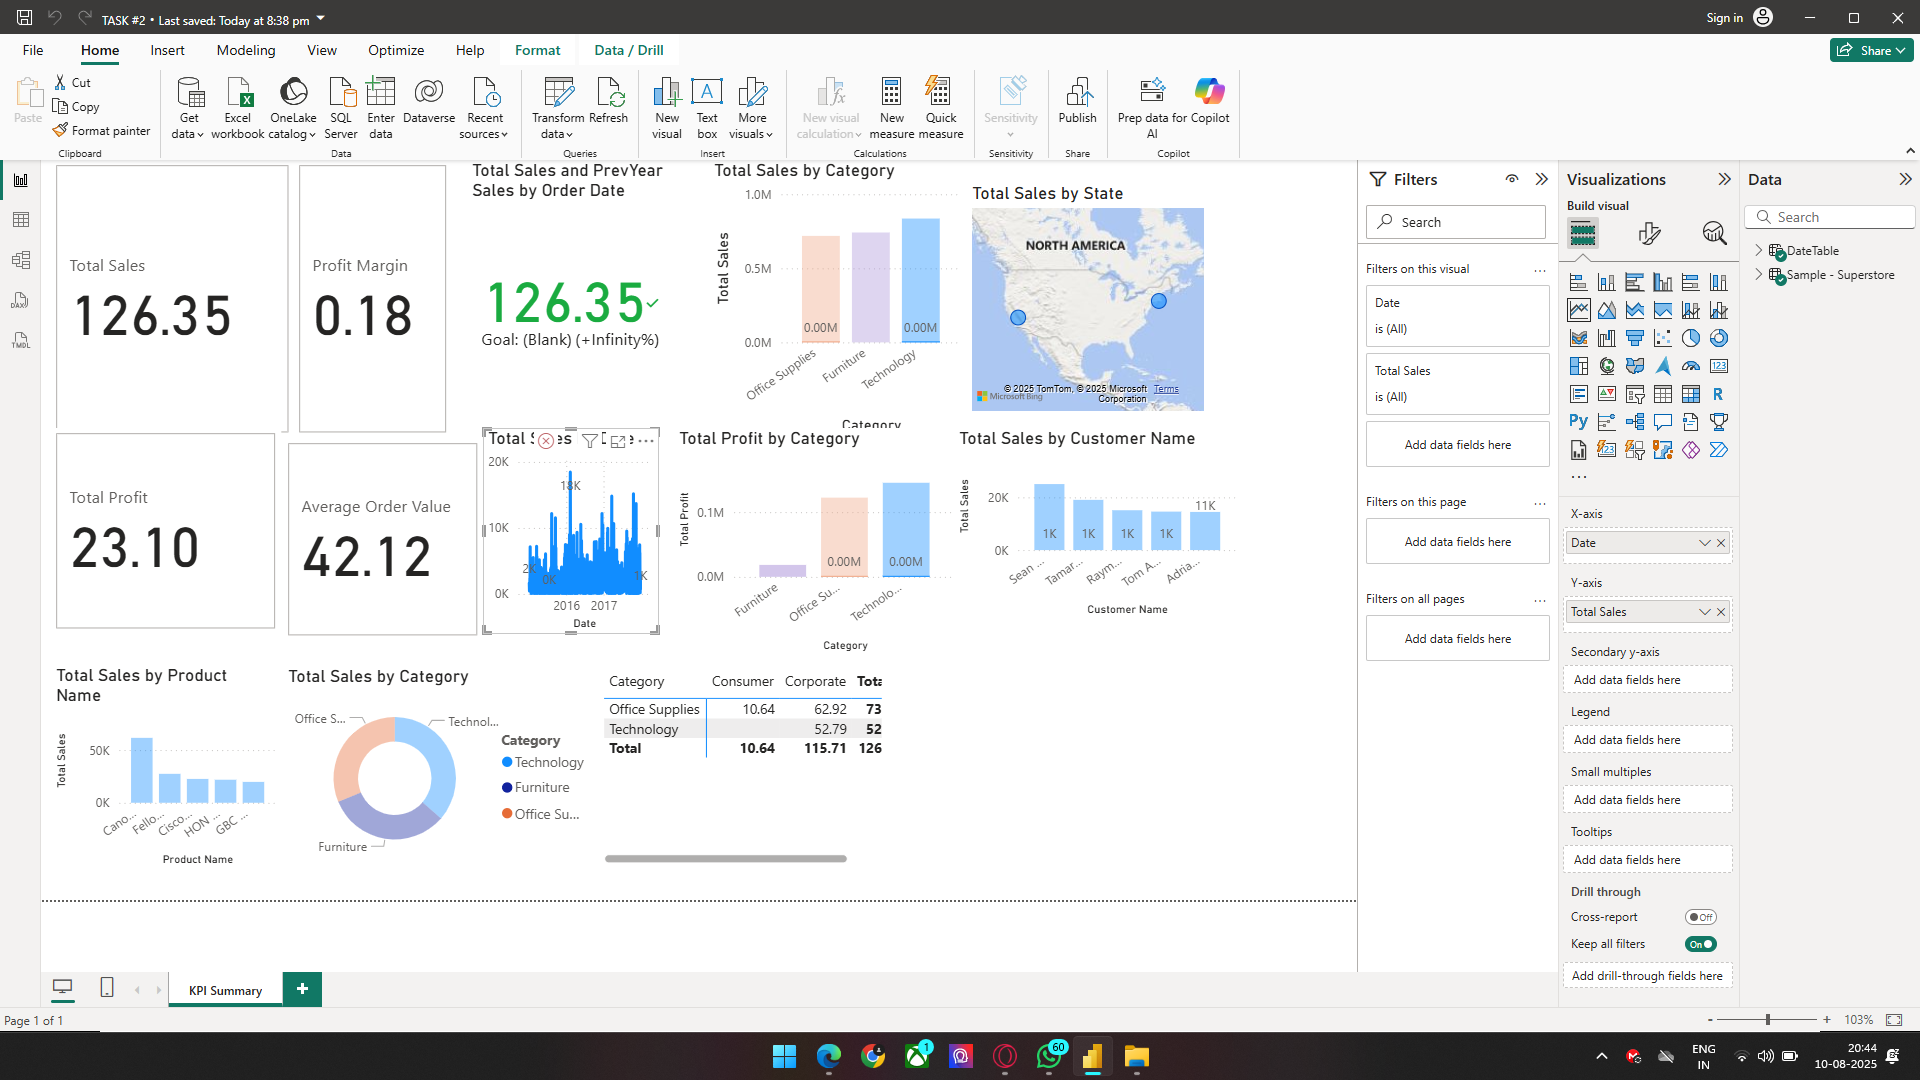 TASK #2 • Last saved: Today at 8:38 pm
Sign in
File
Home
Insert
Modeling
View
Optimize
Help
Format
Data / Drill
Share
Paste
Cut
Copy
Format painter
Clipboard
Get data
Excel workbook
OneLake catalog
SQL Server
Enter data
Dataverse
Recent sources
Data
Transform data
Refresh
Queries
New visual
Text box
More visuals
Insert
New visual calculation
New measure
Quick measure
Calculations
Sensitivity
Sensitivity
Publish
Share
Prep data for AI
Copilot
Copilot
DAX
TMDL
Total Sales
126.35
Profit Margin
0.18
Total Sales and PrevYear
Sales by Order Date
126.35
Goal: (Blank) (+Infinity%)
Total Sales by Category
Total Sales
1.0M
0.5M
0.0M
0.00M
0.00M
Office Supplies
Furniture
Technology
Category
Total Sales by State
NORTH AMERICA
© 2025 TomTom, © 2025 Microsoft Corporation
Terms
Microsoft Bing
Total Profit
23.10
Average Order Value
42.12
20K
10K
0K
18K
2K
0K
1K
2016
2017
Date
Total Profit by Category
Total Profit
0.1M
0.0M
0.00M
0.00M
Furniture
Office Su...
Technolo...
Category
Total Sales by Customer Name
Total Sales
20K
0K
1K
1K
1K
1K
11K
Sean ...
Tamar...
Raym...
Tom A...
Adria...
Customer Name
Total Sales by Product
Name
Total Sales
50K
0K
Cano...
Fello...
Cisco...
HON ...
GBC ...
Product Name
Total Sales by Category
Office S...
Technol...
Furniture
Category
Technology
Furniture
Office Su...
Category Consumer Corporate Tota
Office Supplies 10.64 62.92 73
Technology 52.79 52
Total 10.64 115.71 126
Filters
Search
Filters on this visual
Date
is (All)
Total Sales
is (All)
Add data fields here
Filters on this page
Add data fields here
Filters on all pages
Add data fields here
Visualizations
Build visual
123
R
Py
123
X-axis
Date
Y-axis
Total Sales
Secondary y-axis
Add data fields here
Legend
Add data fields here
Small multiples
Add data fields here
Tooltips
Add data fields here
Drill through
Cross-report
Off
Keep all filters
On
Add drill-through fields here
Data
Search
DateTable
Sample - Superstore
KPI Summary
Page 1 of 1
103%
1
60
ENG
IN
20:44
10-08-2025